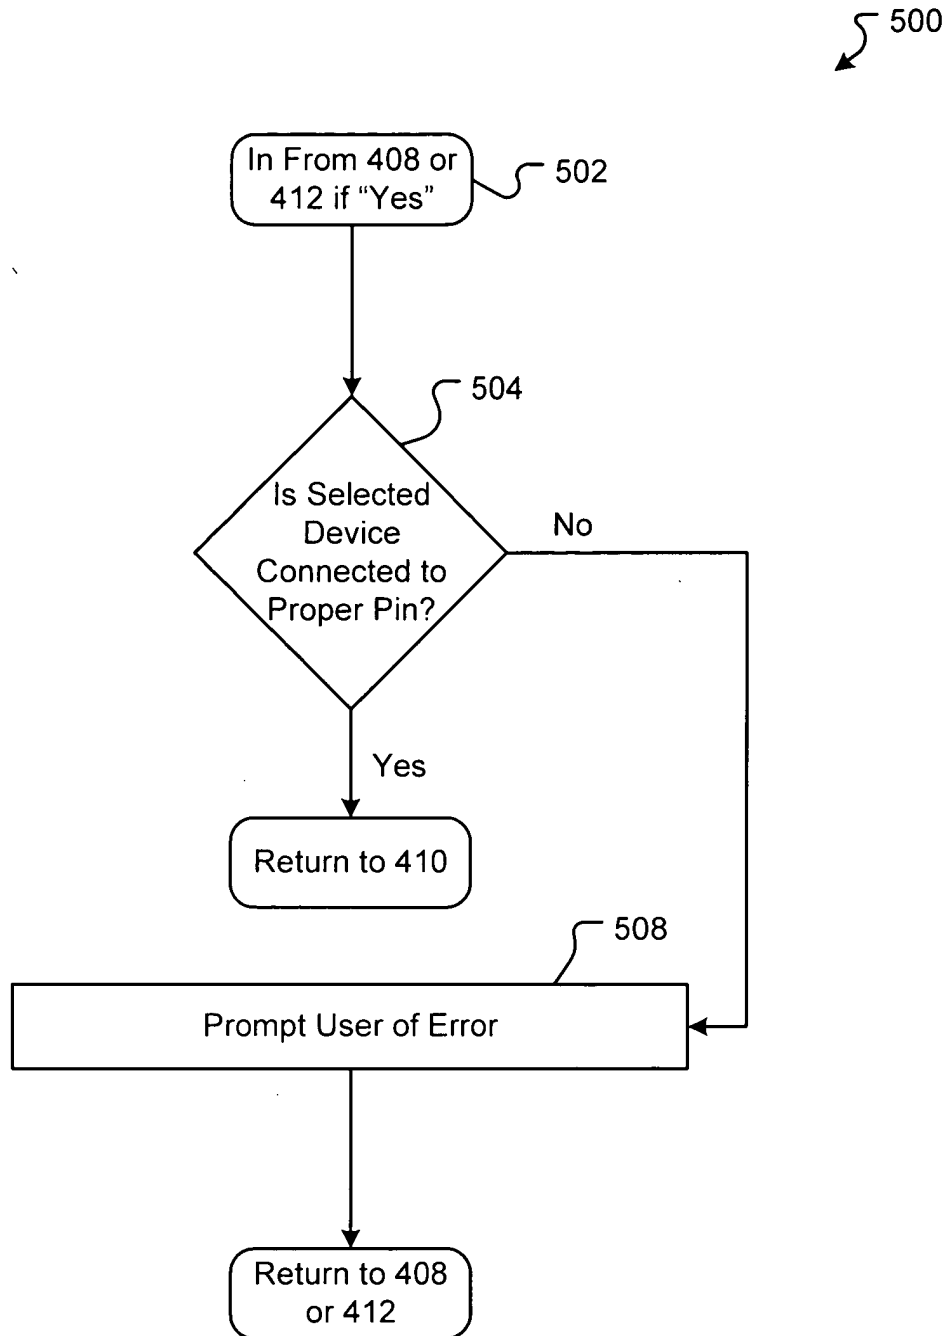 500
In From 408 or
412 if “Yes”
502
504
Is Selected
Device
Connected to
Proper Pin?
No
Yes
Return to 410
508
Prompt User of Error
Return to 408
or 412